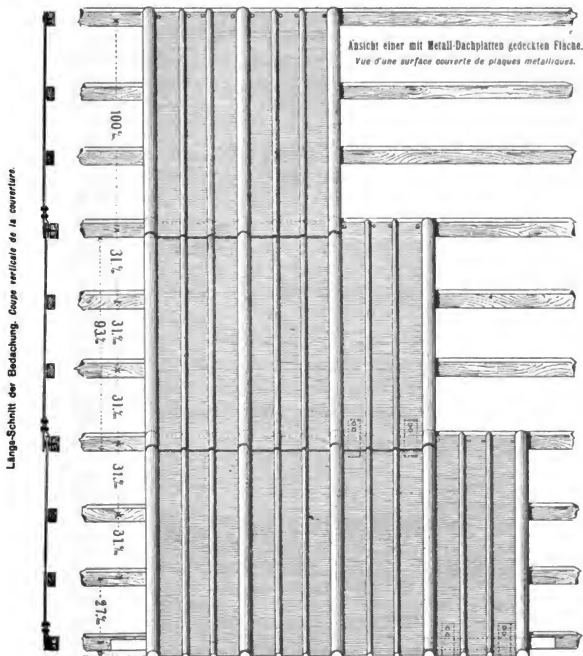 Ansicht einer mit Metall-Dachplatten gedeckten Fläche.
Vue d'une surface couverte de plaques métalliques.
Längs-Schnitt der Bedachung. Coupe verticale de la couverture.
100 c/m
31 c/m
31 c/m
93 c/m
31 c/m
31 c/m
31 c/m
27 c/m